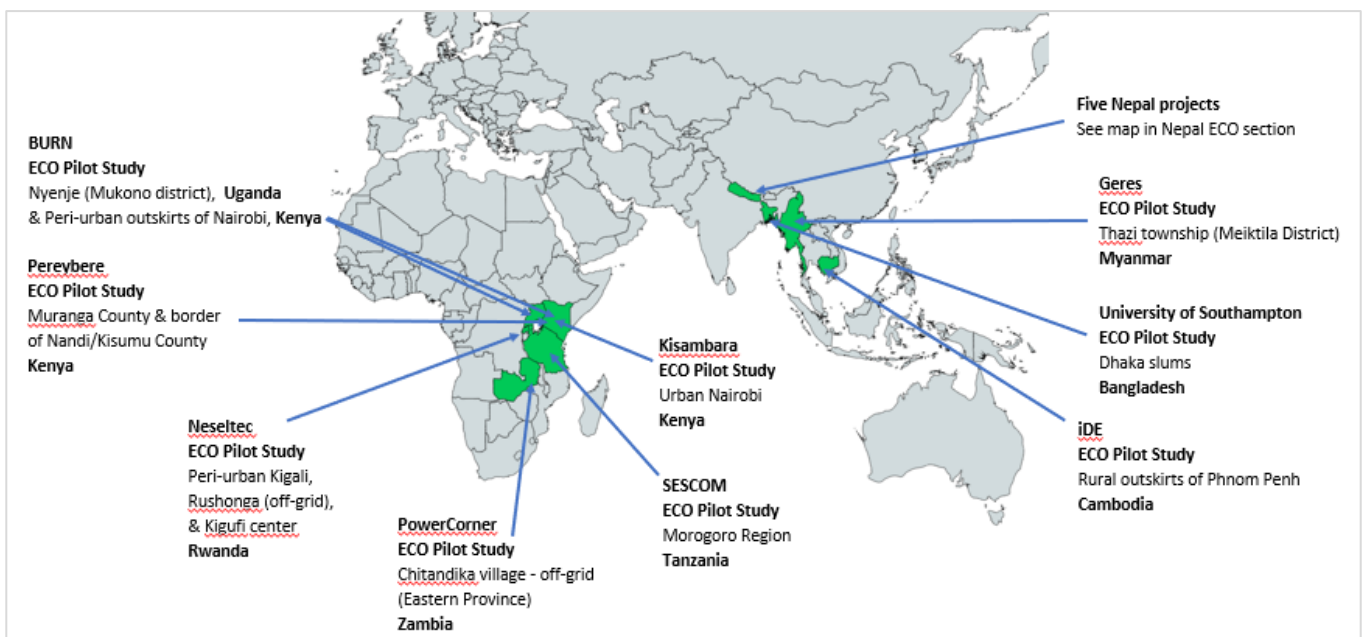 BURN
ECO Pilot Study
Nyenje (Mukono district), Uganda
& Peri-urban outskirts of Nairobi, Kenya
Pereybere
ECO Pilot Study
Muranga County & border
of Nandi/Kisumu County
Kenya
Neseltec
ECO Pilot Study
Peri-urban Kigali,
Rushonga (off-grid),
& Kigufi center
Rwanda
PowerCorner
ECO Pilot Study
Chitandika village - off-grid
(Eastern Province)
Zambia
Kisambara
ECO Pilot Study
Urban Nairobi
Kenya
SESCOM
ECO Pilot Study
Morogoro Region
Tanzania
Five Nepal projects
See map in Nepal ECO section
Geres
ECO Pilot Study
Thazi township (Meiktila District)
Myanmar
University of Southampton
ECO Pilot Study
Dhaka slums
Bangladesh
iDE
ECO Pilot Study
Rural outskirts of Phnom Penh
Cambodia